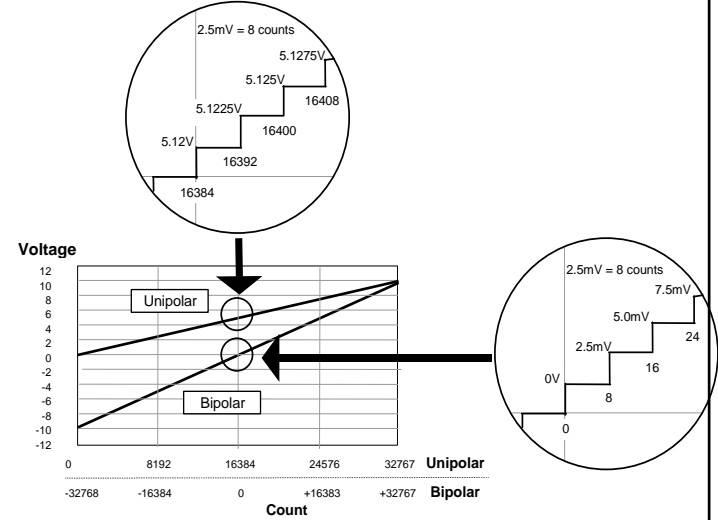 2.5mV = 8 counts
5.1275V
5.125V
16408
5.1225V
16400
5.12V
16392
16384
Voltage
12
10
8
6
4
2
0
-2
-4
-6
-8
-10
-12
Unipolar
Bipolar
0 8192 16384 24576 32767 Unipolar
-32768 -16384 0 +16383 +32767 Bipolar
Count
2.5mV = 8 counts
7.5mV
5.0mV
24
2.5mV
16
0V
8
0